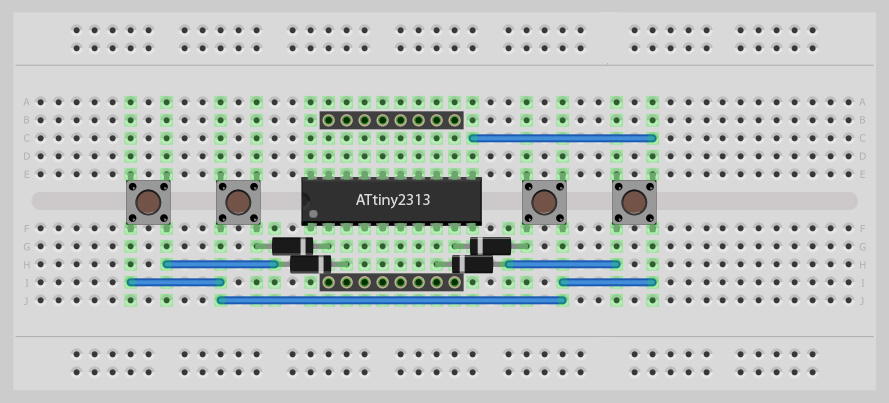 A A
B B
C C
D D
E E
ATtiny2313
F F
G G
H H
I I
J J